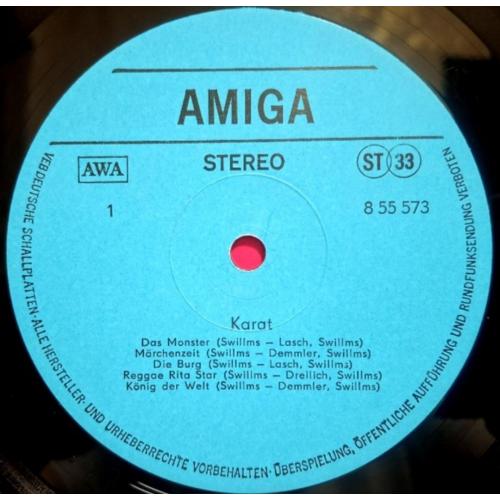 AMIGA
AWA
STEREO
ST 33
1
8 55 573
Karat
Das Monster (Swillms – Lasch, Swillms)
Märchenzeit (Swillms – Demmler, Swillms)
Die Burg (Swillms – Lasch, Swillms)
Reggae Rita Star (Swillms – Dreilich, Swillms)
König der Welt (Swillms – Demmler, Swillms)
VEB DEUTSCHE SCHALLPLATTEN · ALLE HERSTELLER- UND URHEBERRECHTE VORBEHALTEN · ÜBERSPIELUNG, ÖFFENTLICHE AUFFÜHRUNG UND RUNDFUNKSENDUNG VERBOTEN